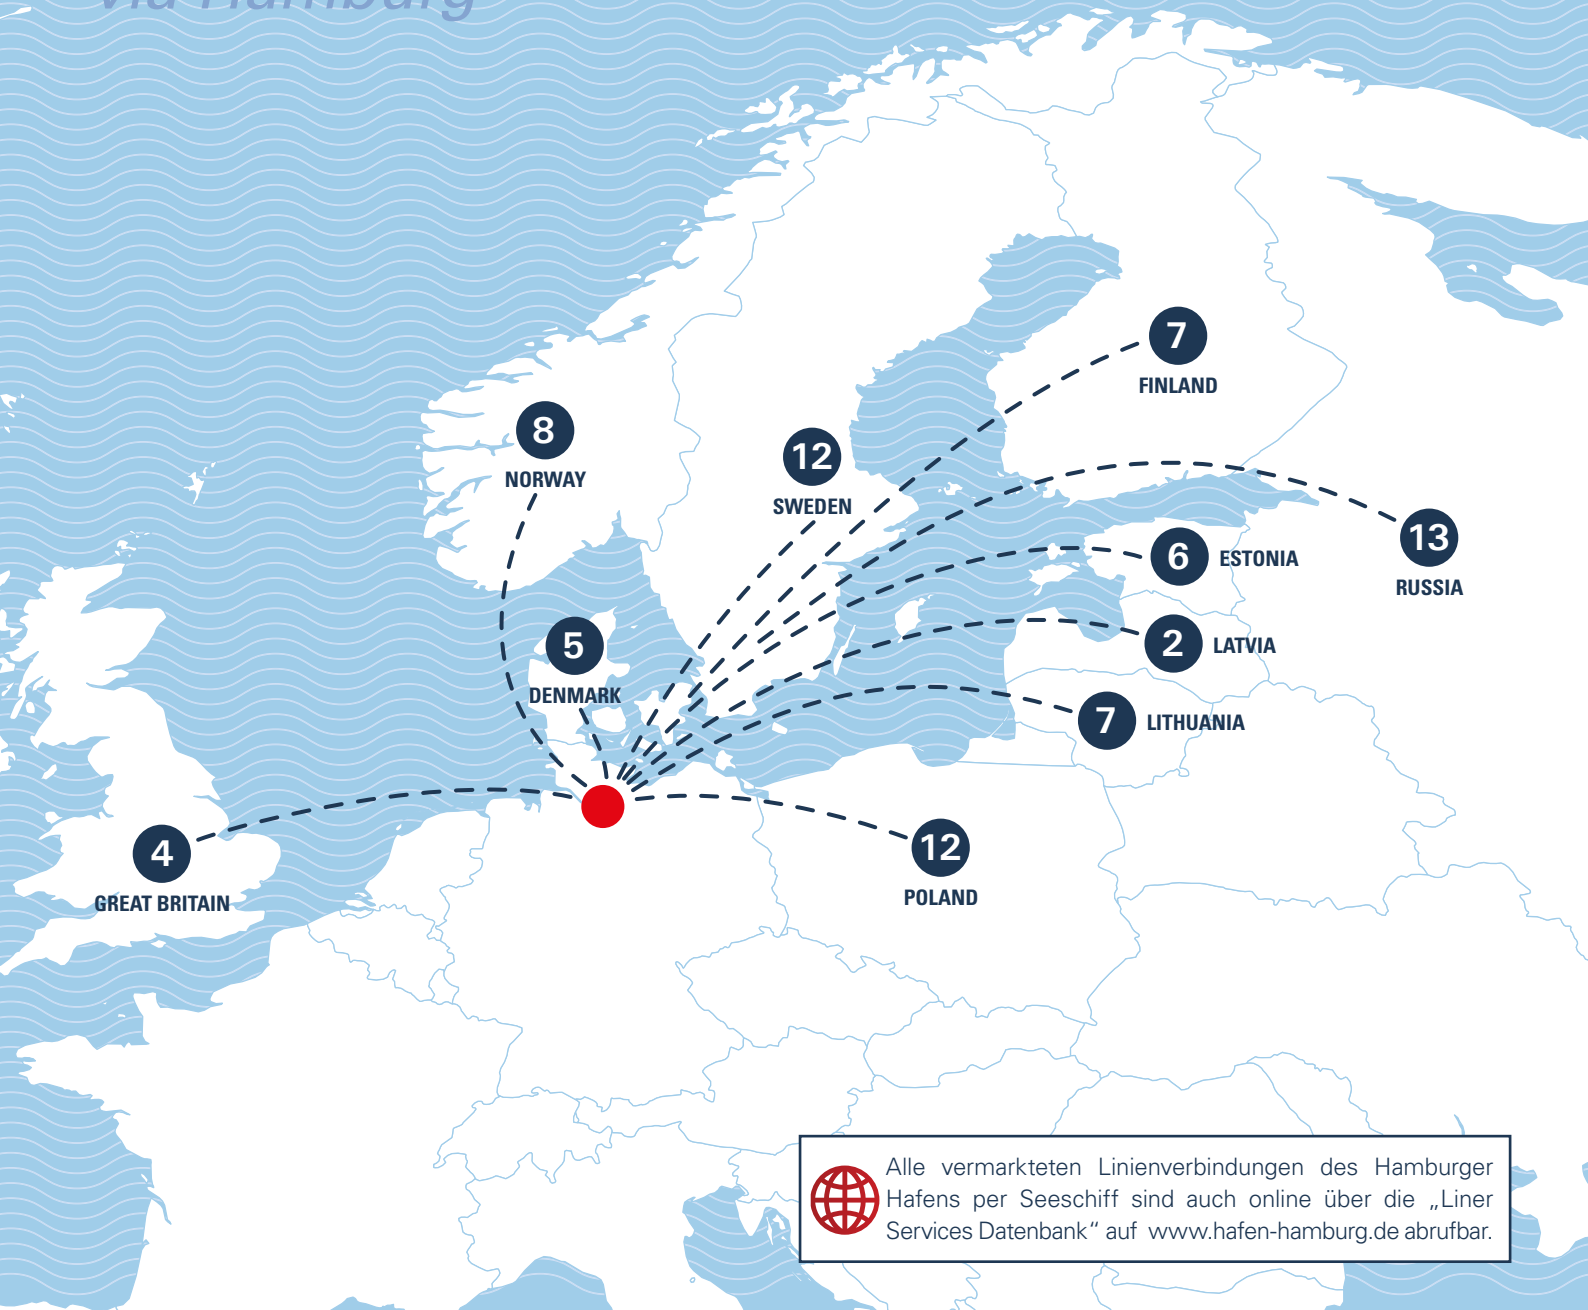 via Hamburg
7
FINLAND
8
NORWAY
12
SWEDEN
13
RUSSIA
6 ESTONIA
5
DENMARK
2 LATVIA
7 LITHUANIA
4
GREAT BRITAIN
12
POLAND
Alle vermarkteten Linienverbindungen des Hamburger
Hafens per Seeschiff sind auch online über die „Liner
Services Datenbank“ auf www.hafen-hamburg.de abrufbar.